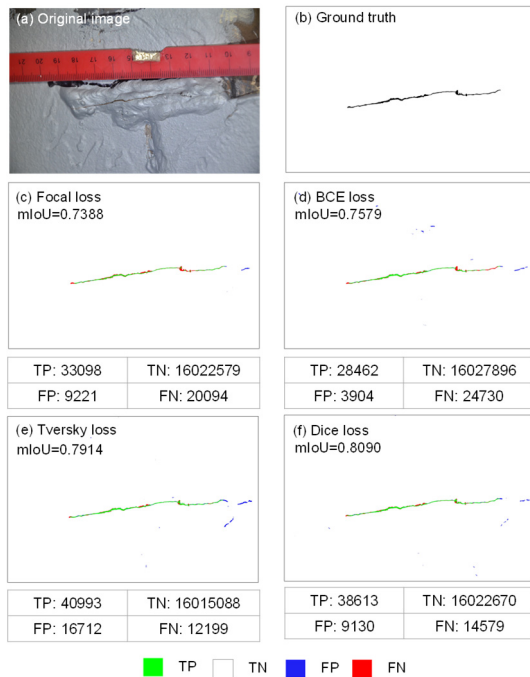 (a) Original image
(b) Ground truth
(c) Focal loss
mIoU=0.7388
(d) BCE loss
mIoU=0.7579
TP: 33098 TN: 16022579
FP: 9221 FN: 20094
TP: 28462 TN: 16027896
FP: 3904 FN: 24730
(e) Tversky loss
mIoU=0.7914
(f) Dice loss
mIoU=0.8090
TP: 40993 TN: 16015088
FP: 16712 FN: 12199
TP: 38613 TN: 16022670
FP: 9130 FN: 14579
TP TN FP FN